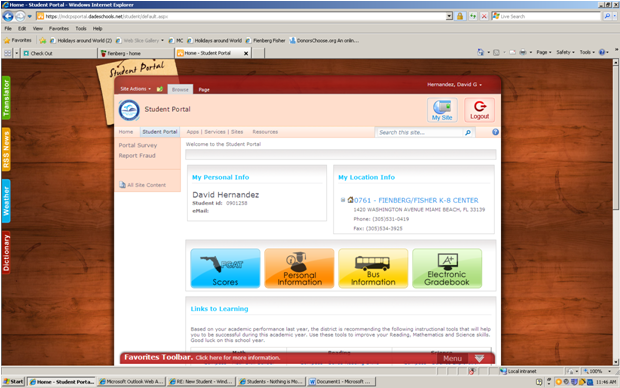 Home - Student Portal - Windows Internet Explorer
https://mdcpsportal.dadeschools.net/student/default.aspx
Live Search
File Edit View Favorites Tools Help
Favorites Holidays around World (2) Web Slice Gallery MC Holidays around World Fienberg Fisher DonorsChoose.org An onlin...
Check Out fienberg - home Home - Student Portal
Page Safety Tools
Student Portal
Hernandez, David G
Site Actions Browse Page
Student Portal
My Site Logout
Home Student Portal Apps | Services | Sites Resources Search this site...
Translator
RSS News
Weather
Dictionary
Portal Survey
Report Fraud
All Site Content
Welcome to the Student Portal
My Personal Info
David Hernandez
Student id: 0901258
nMail:
My Location Info
0761 - FIENBERG/FISHER K-8 CENTER
1420 WASHINGTON AVENUE MIAMI BEACH, FL 33139
Phone: (305)531-0419
Fax: (305)534-3925
FCAT
Scores
Personal
Information
Bus
Information
A+
Electronic
Gradebook
Links to Learning
Based on your academic performance last year, the district is recommending the following instructional tools that will help
you to be successful during this academic year. Use these tools to improve your Reading, Mathematics and Science skills.
Good luck on this school year.
Favorites Toolbar. Click here for more information. Menu
Local intranet 100%
Start Home - Student Porta... Microsoft Outlook Web A... RE: New Student - Wind... Students - Nothing is Mo... Document1 - Microsoft ... 11:46 AM